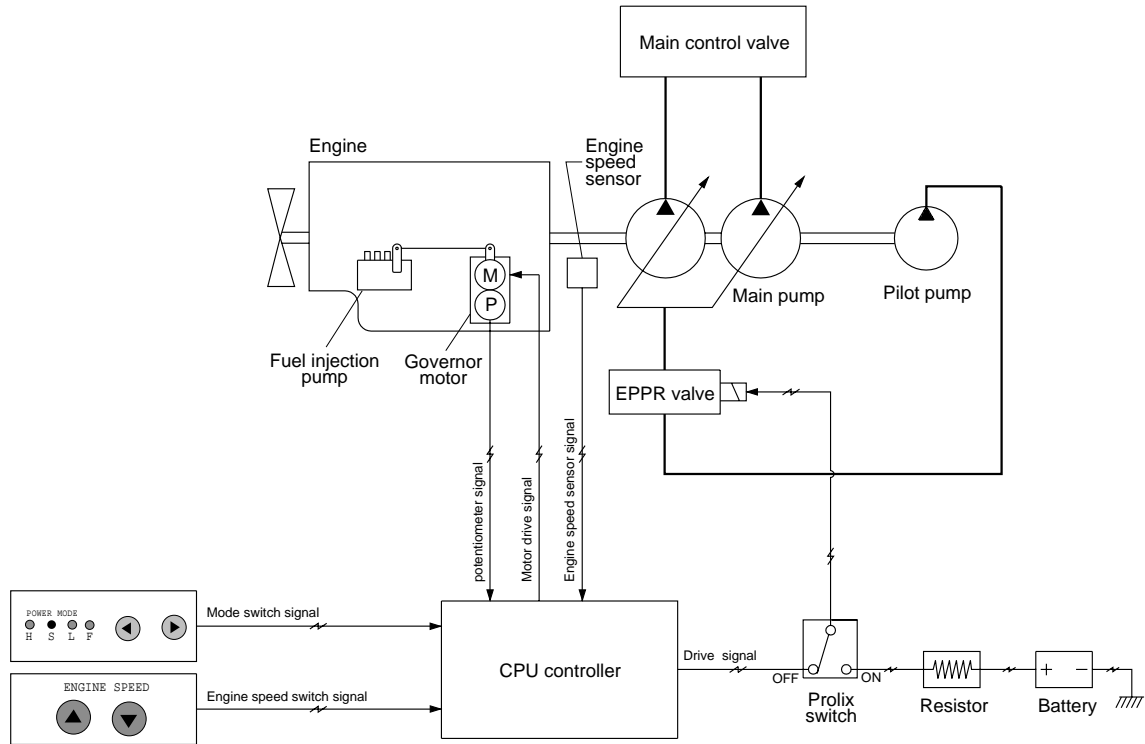 Main control valve
Engine
Engine
speed
sensor
M
P
Main pump
Pilot pump
Fuel injection
pump
Governor
motor
EPPR valve
potentiometer signal
Motor drive signal
Engine speed sensor signal
POWER MODE
H S L F
Mode switch signal
CPU controller
Drive signal
OFF
ON
+ -
Prolix
switch
Resistor
Battery
ENGINE SPEED
Engine speed switch signal